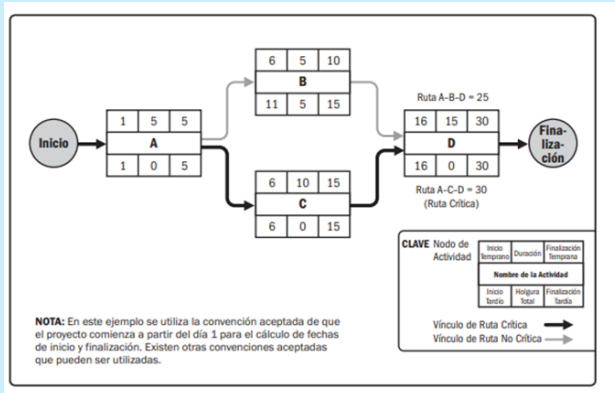 6 5 10
B
11 5 15
Ruta A-B-D = 25
Inicio
1 5 5
A
1 0 5
16 15 30
D
16 0 30
Fina-
liza-
ción
Ruta A-C-D = 30
(Ruta Crítica)
6 10 15
C
6 0 15
CLAVE Nodo de
Actividad
Inicio
Temprano
Duración
Finalización
Temprana
Nombre de la Actividad
Inicio
Tardío
Holgura
Total
Finalización
Tardía
Vínculo de Ruta Crítica
Vínculo de Ruta No Crítica
NOTA: En este ejemplo se utiliza la convención aceptada de que
el proyecto comienza a partir del día 1 para el cálculo de fechas
de inicio y finalización. Existen otras convenciones aceptadas
que pueden ser utilizadas.